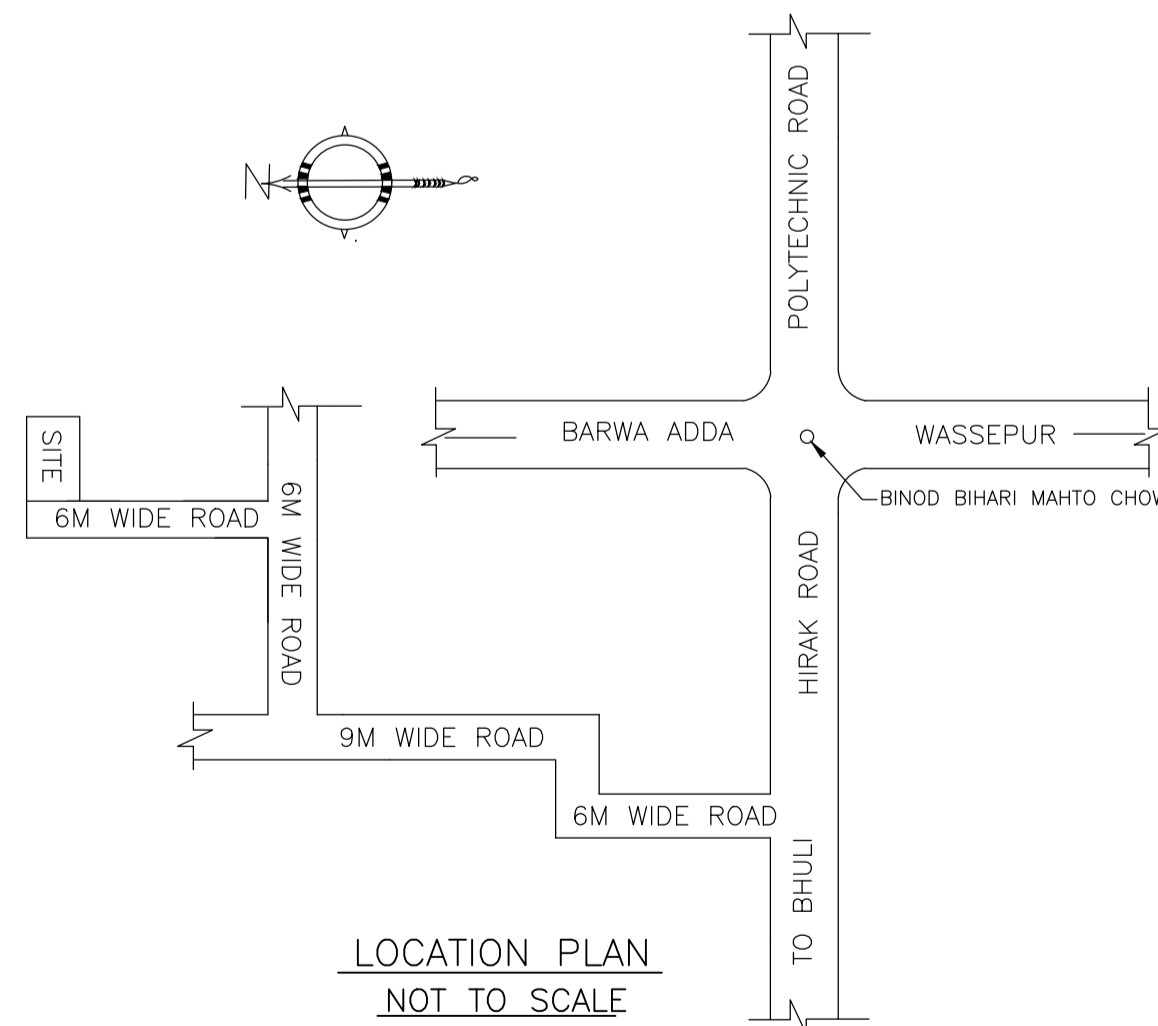 POLYTECHNIC ROAD
N
BARWA ADDA
WASSEPUR
SITE
BINOD BIHARI MAHTO CHOW
6M WIDE ROAD
6M WIDE ROAD
HIRAK ROAD
9M WIDE ROAD
6M WIDE ROAD
TO BHULI
LOCATION PLAN
NOT TO SCALE